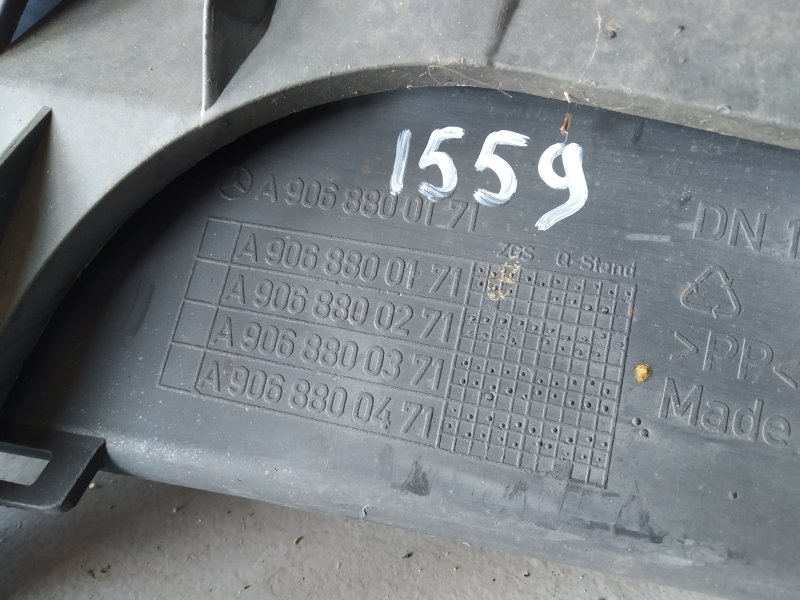 1559
A 906 880 01 71
DN 1
ZGS Q-Stand
A 906 880 01 71
A 906 880 02 71
A 906 880 03 71
A 906 880 04 71
>PP<
Made